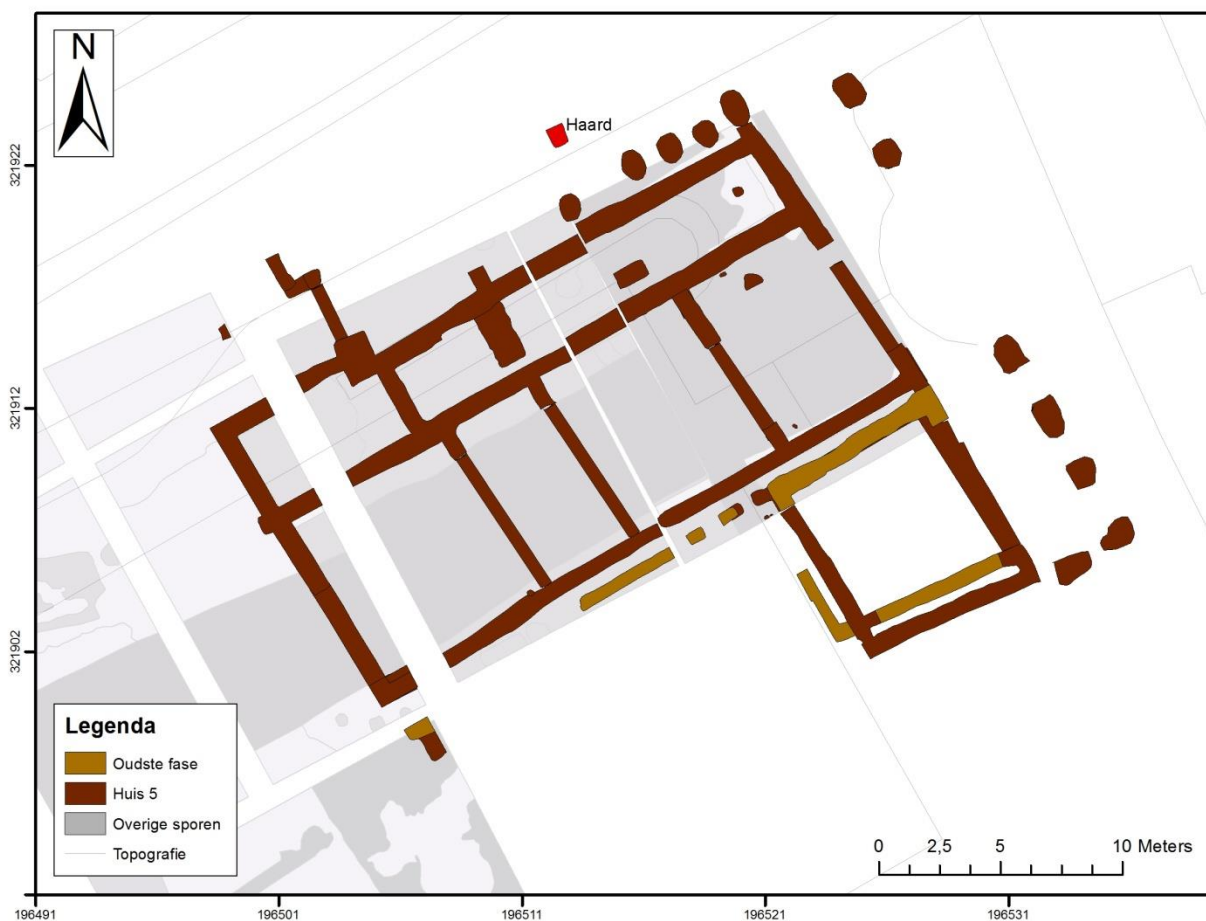 N
Haard
321922
321912
321902
Legenda
Oudste fase
Huis 5
Overige sporen
Topografie
0 2,5 5 10 Meters
196491 196501 196511 196521 196531